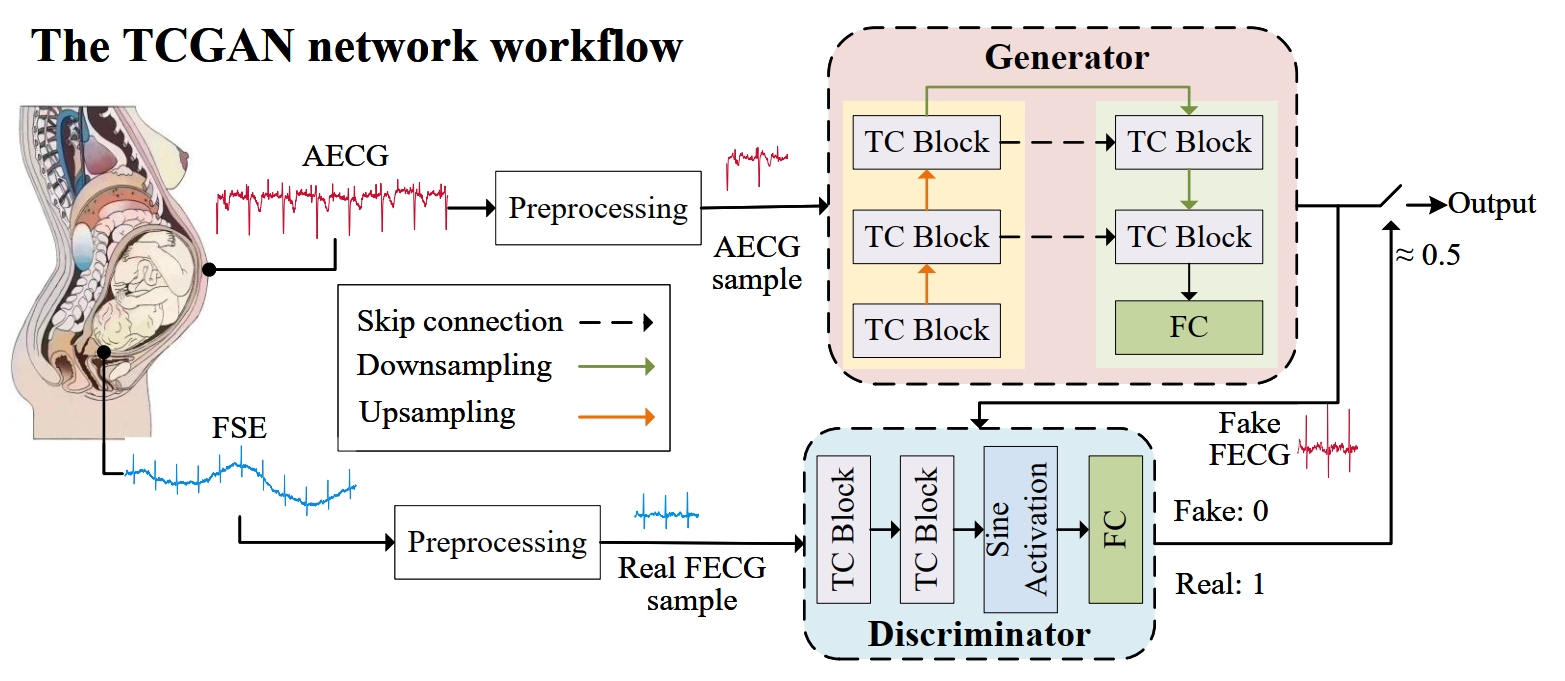 The TCGAN network workflow
AECG
Preprocessing
AECG
sample
Generator
TC Block
TC Block
TC Block
TC Block
TC Block
FC
Output
≈ 0.5
Skip connection
Downsampling
Upsampling
FSE
Preprocessing
Real FECG
sample
TC Block
TC Block
Sine
Activation
FC
Discriminator
Fake
FECG
Fake: 0
Real: 1